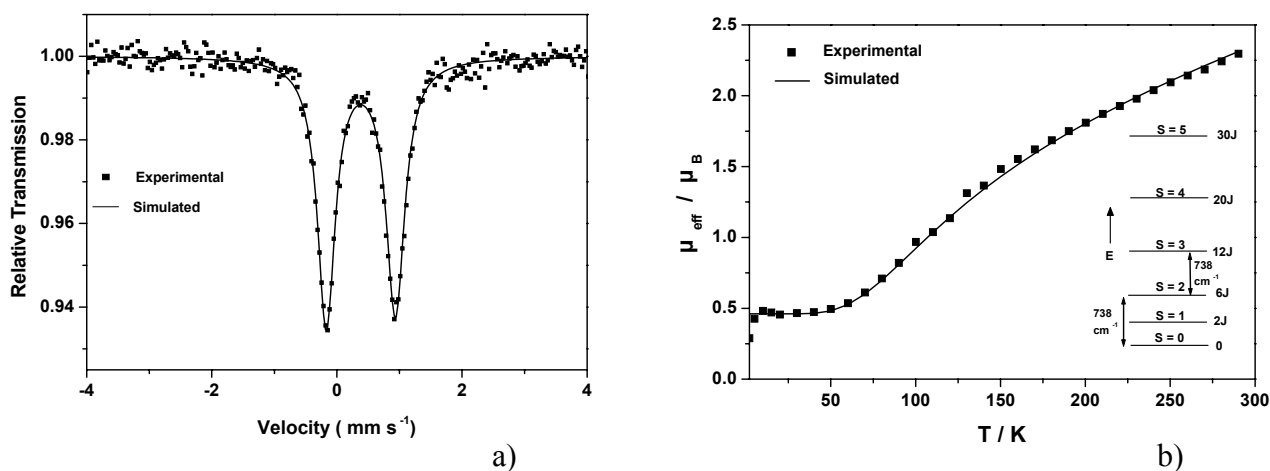 Relative Transmission
1.00
0.98
0.96
0.94
Experimental
Simulated
-4
-2
0
2
4
Velocity ( mm s -1)
a)
μeff / μB
2.5
2.0
1.5
1.0
0.5
0.0
Experimental
Simulated
S = 5
30J
S = 4
20J
E
S = 3
12J
738
cm -1
S = 2
6J
738
cm -1
S = 1
2J
S = 0
0
50
100
150
200
250
300
T / K
b)